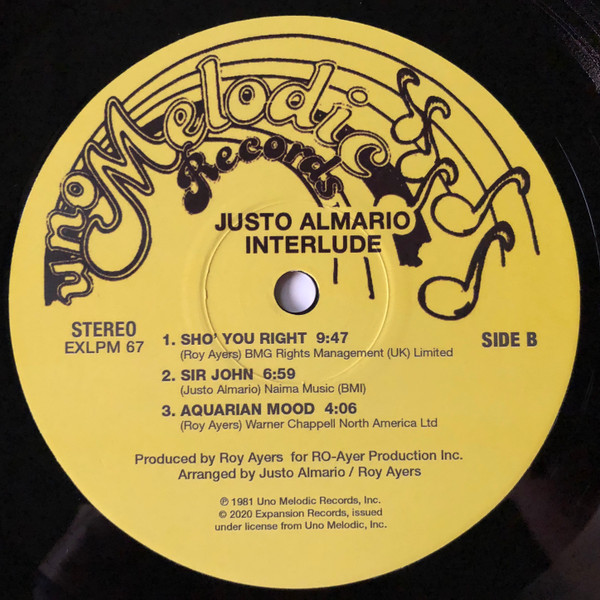 uno Melodic
Records
JUSTO ALMARIO
INTERLUDE
STEREO
EXLPM 67
SIDE B
1. SHO' YOU RIGHT 9:47
(Roy Ayers) BMG Rights Management (UK) Limited
2. SIR JOHN 6:59
(Justo Almario) Naima Music (BMI)
3. AQUARIAN MOOD 4:06
(Roy Ayers) Warner Chappell North America Ltd
Produced by Roy Ayers for RO-Ayer Production Inc.
Arranged by Justo Almario / Roy Ayers
℗ 1981 Uno Melodic Records, Inc.
© 2020 Expansion Records, issued
under license from Uno Melodic, Inc.